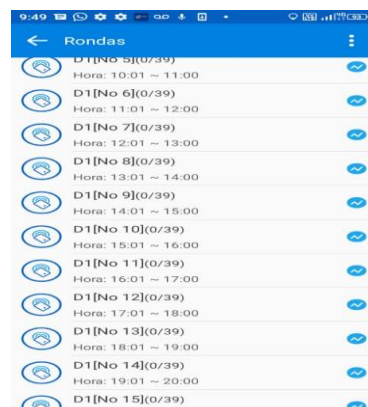 9:49
Rondas
D1[No 5](0/39)
Hora: 10:01 ~ 11:00
D1[No 6](0/39)
Hora: 11:01 ~ 12:00
D1[No 7](0/39)
Hora: 12:01 ~ 13:00
D1[No 8](0/39)
Hora: 13:01 ~ 14:00
D1[No 9](0/39)
Hora: 14:01 ~ 15:00
D1[No 10](0/39)
Hora: 15:01 ~ 16:00
D1[No 11](0/39)
Hora: 16:01 ~ 17:00
D1[No 12](0/39)
Hora: 17:01 ~ 18:00
D1[No 13](0/39)
Hora: 18:01 ~ 19:00
D1[No 14](0/39)
Hora: 19:01 ~ 20:00
D1[No 15](0/39)